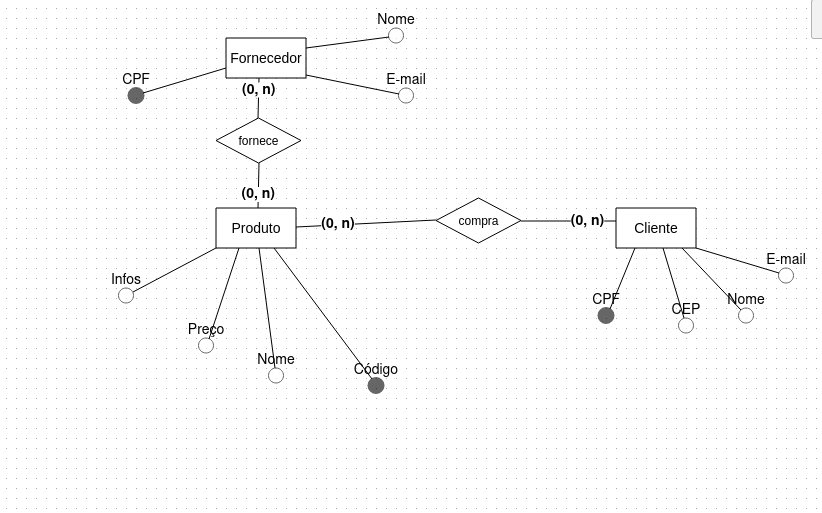 Nome
Fornecedor
CPF
E-mail
(0, n)
fornece
(0, n)
Produto
(0, n)
compra
(0, n)
Cliente
E-mail
Infos
CPF
CEP
Nome
Preço
Nome
Código